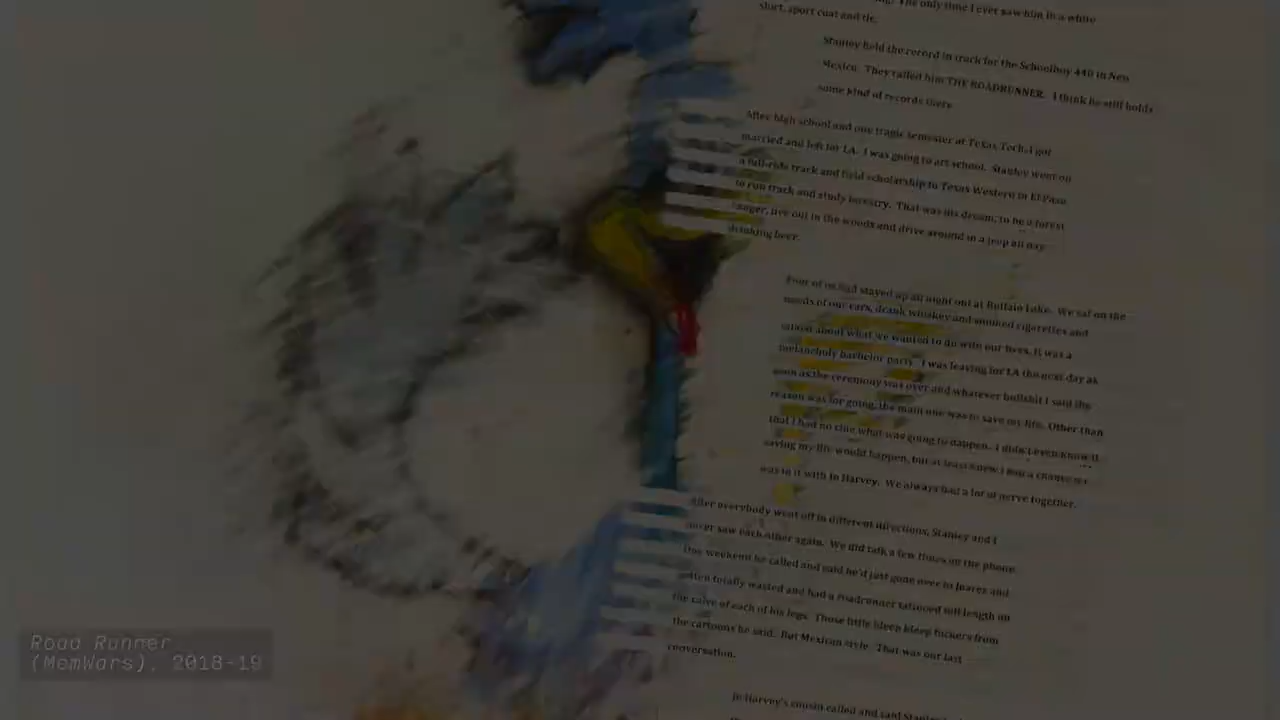 The only time I ever saw him in a white
shirt, sport coat and tie.
Stanley held the record in track for the Schoolboy 440 in New
Mexico. They called him THE ROADRUNNER. I think he still holds
some kind of records there.
After high school and one tragic semester at Texas Tech, I got
married and left for LA. I was going to art school. Stanley went on
a full-ride track and field scholarship to Texas Western in El Paso
to run track and study forestry. That was his dream, to be a forest
ranger, live out in the woods and drive around in a jeep all day
drinking beer.
Four of us had stayed up all night out at Buffalo Lake. We sat on the
hoods of our cars, drank whiskey and smoked cigarettes and
talked about what we wanted to do with our lives. It was a
melancholy bachelor party. I was leaving for LA the next day as
soon as the ceremony was over and whatever bullshit I said the
reason was for going, the main one was to save my life. Other than
that I had no clue what was going to happen. I didn't even know if
saving my life would happen, but at least knew I had a chance
was in it with Jo Harvey. We always had a lot of nerve together.
After everybody went off in different directions, Stanley and I
never saw each other again. We did talk a few times on the phone.
One weekend he called and said he'd just gone over to Juarez and
gotten totally wasted and had a roadrunner tattooed full length on
the calve of each of his legs. Those little bleep bleep fuckers from
the cartoons he said. But Mexican style. That was our last
conversation.
Jo Harvey's cousin called and said Stanley
Road Runner
(MemWars), 2018-19